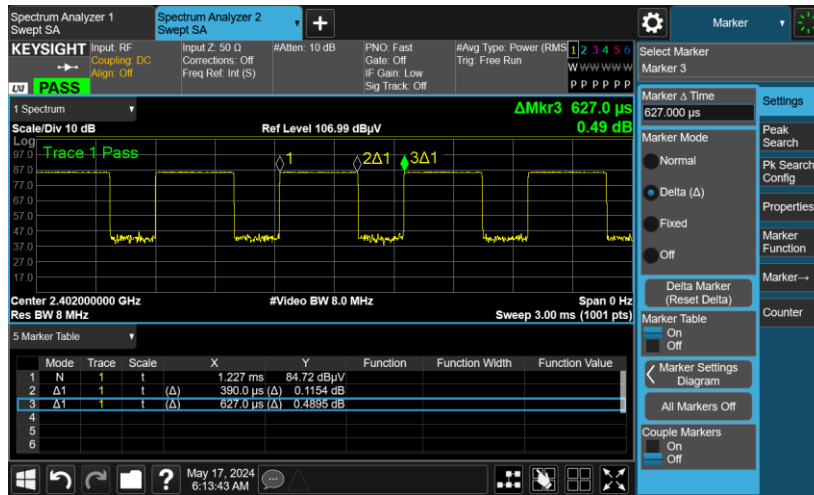 Spectrum Analyzer 1
Swept SA
Spectrum Analyzer 2
Swept SA
+
Marker
KEYSIGHT
LXI PASS
Input: RF
Coupling: DC
Align: Off
Input Z: 50 Ω
Corrections: Off
Freq Ref: Int (S)
#Atten: 10 dB
PNO: Fast
Gate: Off
IF Gain: Low
Sig Track: Off
#Avg Type: Power (RMS
Trig: Free Run
1 2 3 4 5 6
W W W W W W
P P P P P P
Select Marker
Marker 3
1 Spectrum
ΔMkr3 627.0 µs
0.49 dB
Scale/Div 10 dB
Ref Level 106.99 dBµV
Log
Trace 1 Pass
97.0
87.0
77.0
67.0
57.0
47.0
37.0
27.0
17.0
1
2Δ1
3Δ1
Center 2.402000000 GHz
#Video BW 8.0 MHz
Span 0 Hz
Res BW 8 MHz
Sweep 3.00 ms (1001 pts)
5 Marker Table
Mode Trace Scale X Y Function Function Width Function Value
1 N 1 t 1.227 ms 84.72 dBµV
2 Δ1 1 t (Δ) 390.0 µs (Δ) 0.1154 dB
3 Δ1 1 t (Δ) 627.0 µs (Δ) 0.4895 dB
4
5
6
Marker Δ Time
627.000 µs
Marker Mode
Normal
Delta (Δ)
Fixed
Off
Delta Marker
(Reset Delta)
Marker Table
On
Off
Marker Settings
Diagram
All Markers Off
Couple Markers
On
Off
Settings
Peak
Search
Pk Search
Config
Properties
Marker
Function
Marker→
Counter
?
May 17, 2024
6:13:43 AM